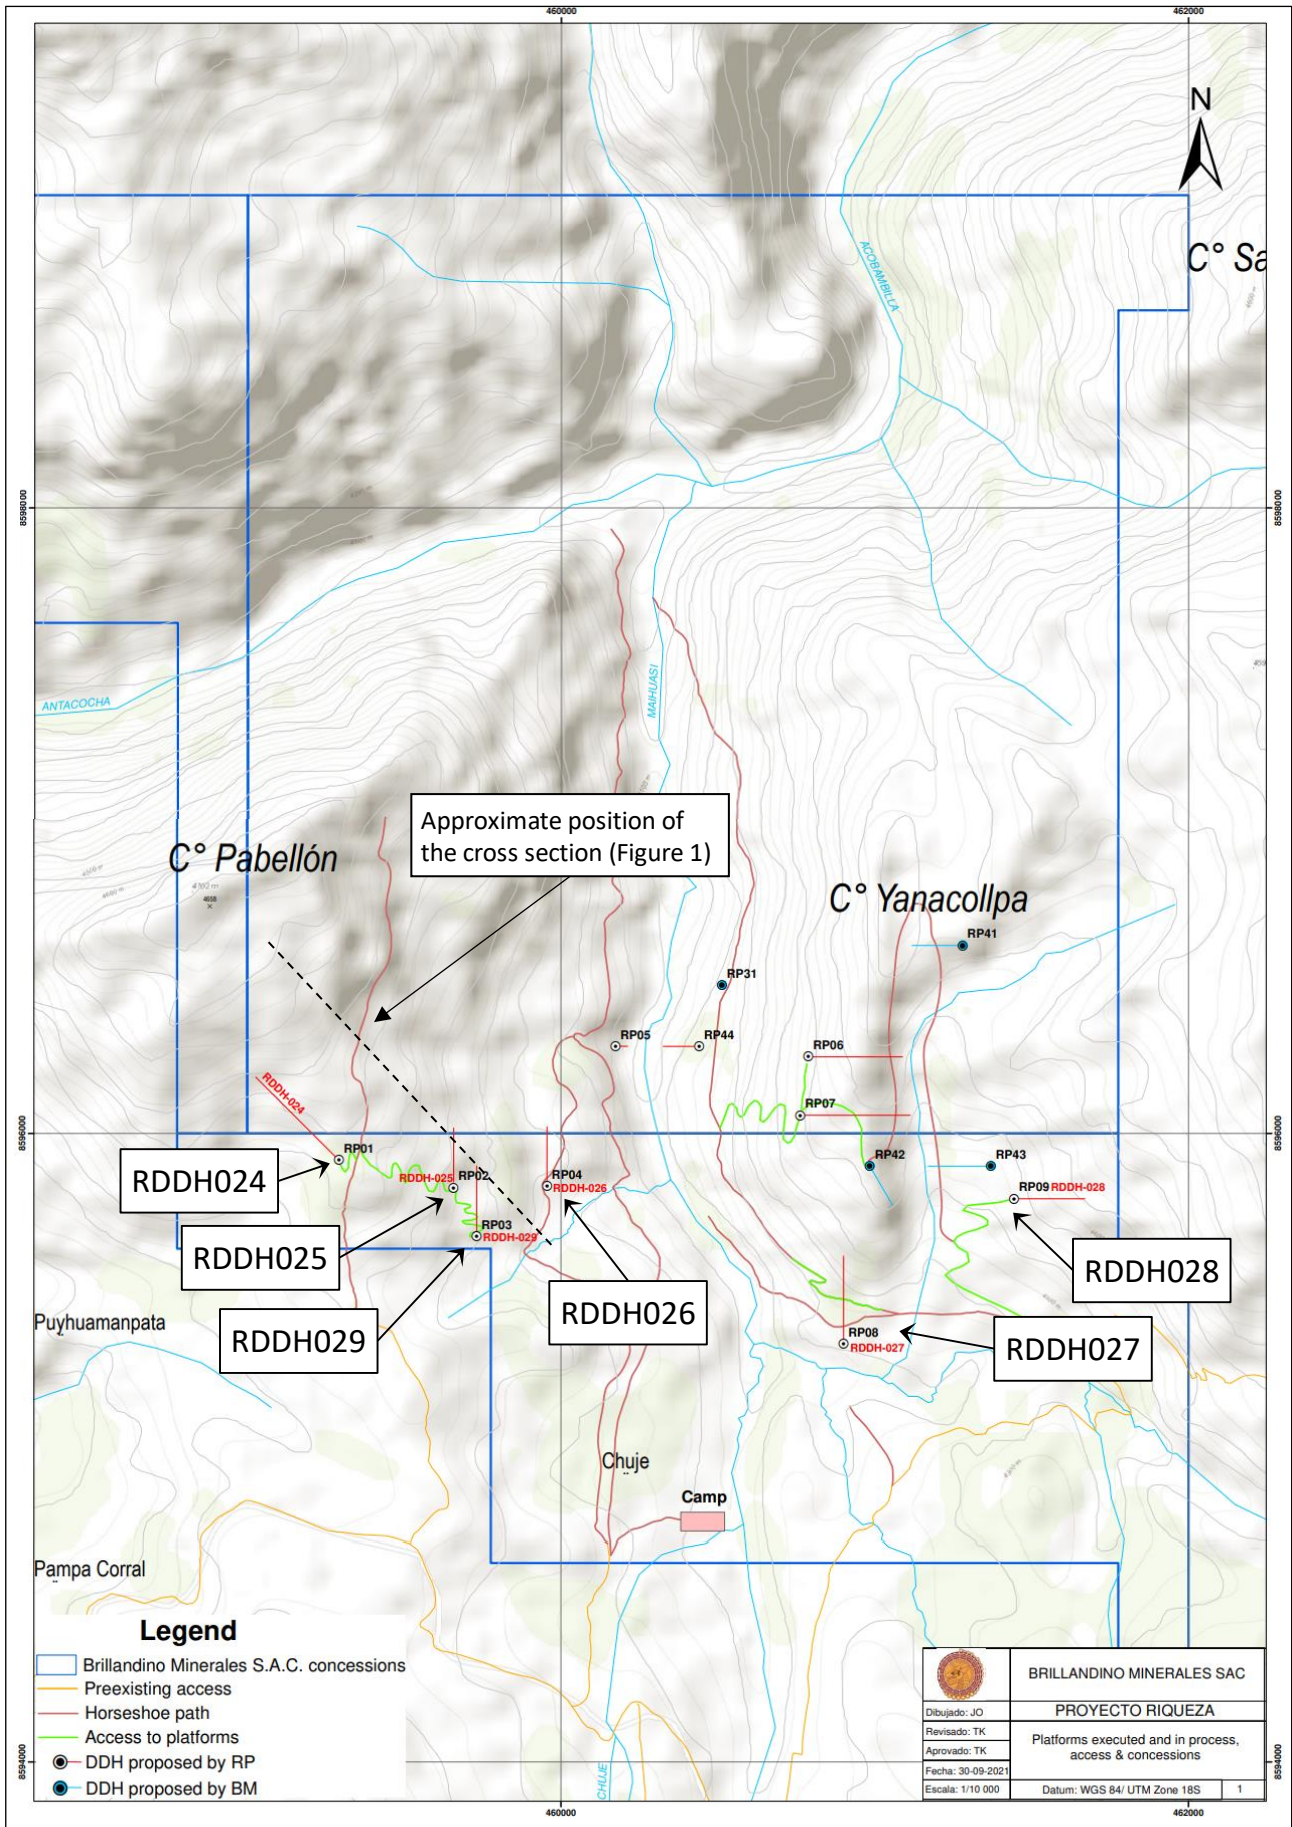 460000
462000
N
ACOBAMBILLA
C° Sa
8598000
8598000
ANTACOCHA
MAIHUASI
Approximate position of
the cross section (Figure 1)
C° Pabellón
4658
C° Yanacollpa
RP41
RP31
RP05
RP44
RP06
RDDH-024
RP07
8596000
8596000
RP01
RP42
RP43
RDDH024
RDDH-025
RP02
RP04
RDDH-026
RP09 RDDH-028
RP03
RDDH-029
RDDH025
RDDH028
RDDH026
Puyhuamanpata
RDDH029
RP08
RDDH-027
RDDH027
Chuje
Camp
Pampa Corral
Legend
Brillandino Minerales S.A.C. concessions
Preexisting access
Horseshoe path
Access to platforms
DDH proposed by RP
DDH proposed by BM
CHUJE
8594000
8594000
BRILLANDINO MINERALES SAC
Dibujado: JO
PROYECTO RIQUEZA
Revisado: TK
Platforms executed and in process,
access & concessions
Aprovado: TK
Fecha: 30-09-2021
Escala: 1/10 000
Datum: WGS 84/ UTM Zone 18S
1
460000
462000